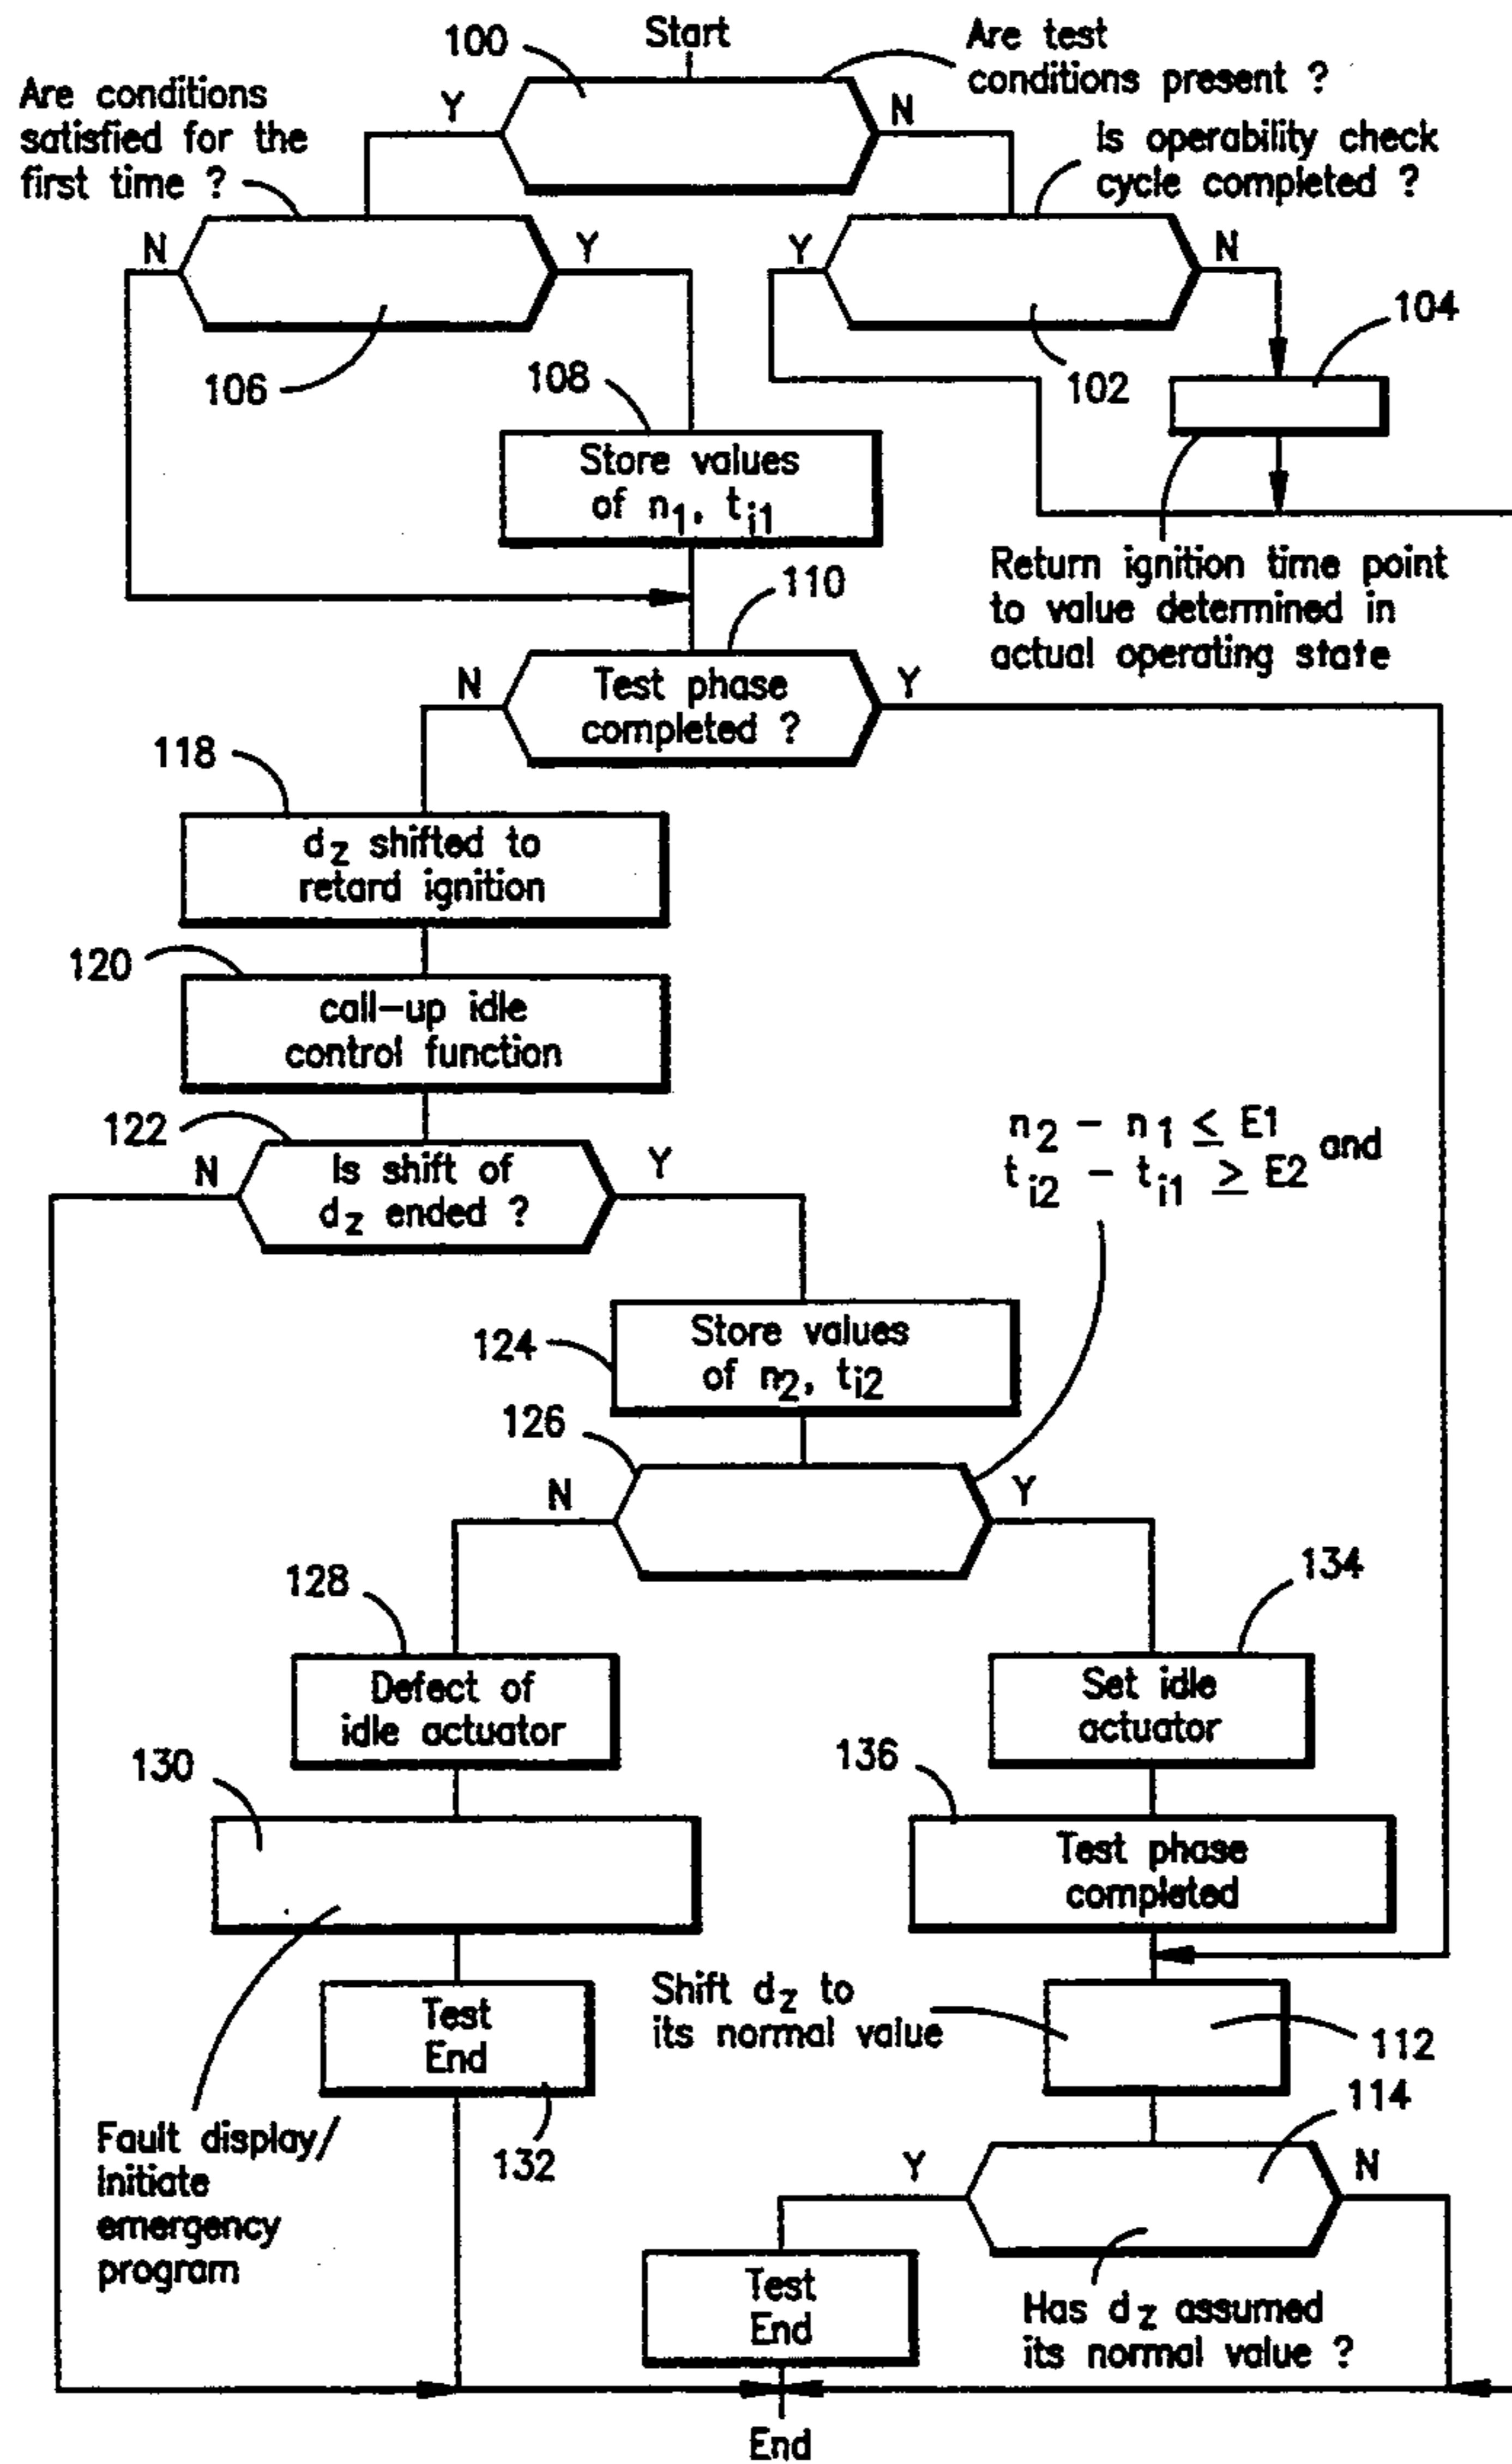 100
Start
Are test
conditions present ?
Are conditions
satisfied for the
first time ?
Y
N
Is operability check
cycle completed ?
N
Y
Y
N
104
106
108
102
Store values
of n1, ti1
Return ignition time point
to value determined in
actual operating state
110
N
Test phase
completed ?
Y
118
dz shifted to
retard ignition
120
call-up idle
control function
122
N
Is shift of
dz ended ?
Y
n2 - n1 ≤ E1
and
ti2 - ti1 ≥ E2
124
Store values
of n2, ti2
126
N
Y
128
134
Defect of
idle actuator
Set idle
actuator
130
136
Test phase
completed
Test
End
Shift dz to
its normal value
112
114
132
Fault display/
Initiate
emergency
program
Y
N
Test
End
Has dz assumed
its normal value ?
End